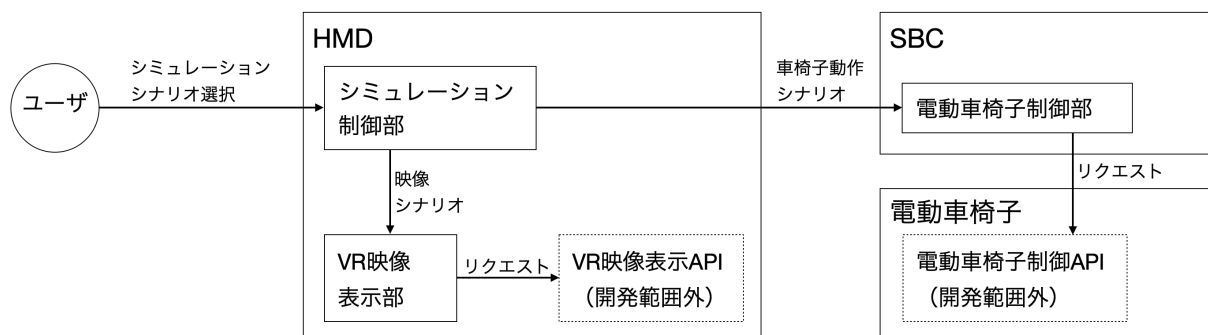 HMD
SBC
ユーザ
シミュレーション
シナリオ選択
シミュレーション
制御部
車椅子動作
シナリオ
電動車椅子制御部
映像
シナリオ
リクエスト
電動車椅子
VR映像
表示部
リクエスト
VR映像表示API
（開発範囲外）
電動車椅子制御API
（開発範囲外）